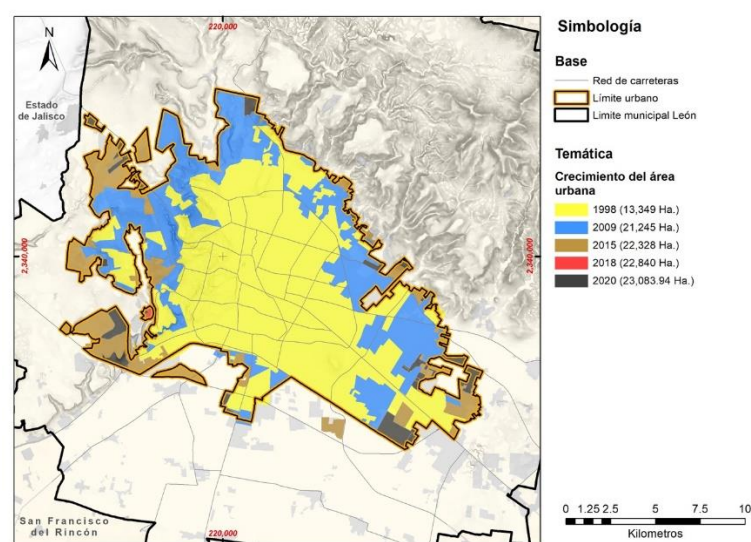 220,000
N
Estado
de Jalisco
2,340,000
2,340,000
San Francisco
del Rincón
220,000
Simbología
Base
Red de carreteras
Límite urbano
Limite municipal León
Temática
Crecimiento del área
urbana
1998 (13,349 Ha.)
2009 (21,245 Ha.)
2015 (22,328 Ha.)
2018 (22,840 Ha.)
2020 (23,083.94 Ha.)
0 1.25 2.5 5 7.5 10
Kilometros